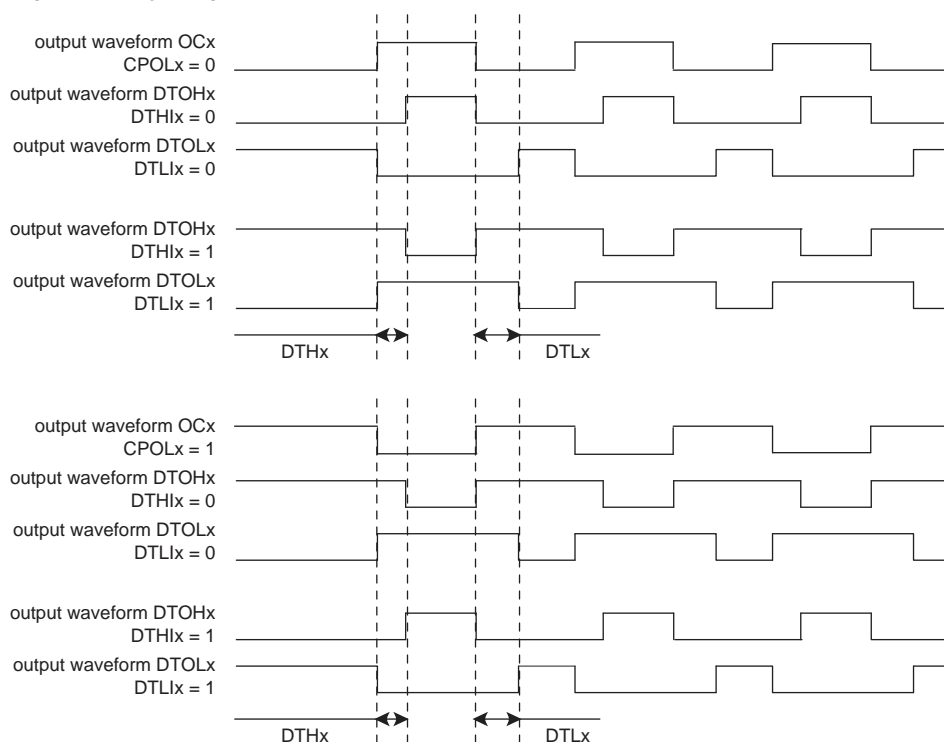 output waveform OCx
CPOLx = 0
output waveform DTOHx
DTHIx = 0
output waveform DTOLx
DTLIx = 0
output waveform DTOHx
DTHIx = 1
output waveform DTOLx
DTLIx = 1
DTHx DTLx
output waveform OCx
CPOLx = 1
output waveform DTOHx
DTHIx = 0
output waveform DTOLx
DTLIx = 0
output waveform DTOHx
DTHIx = 1
output waveform DTOLx
DTLIx = 1
DTHx DTLx